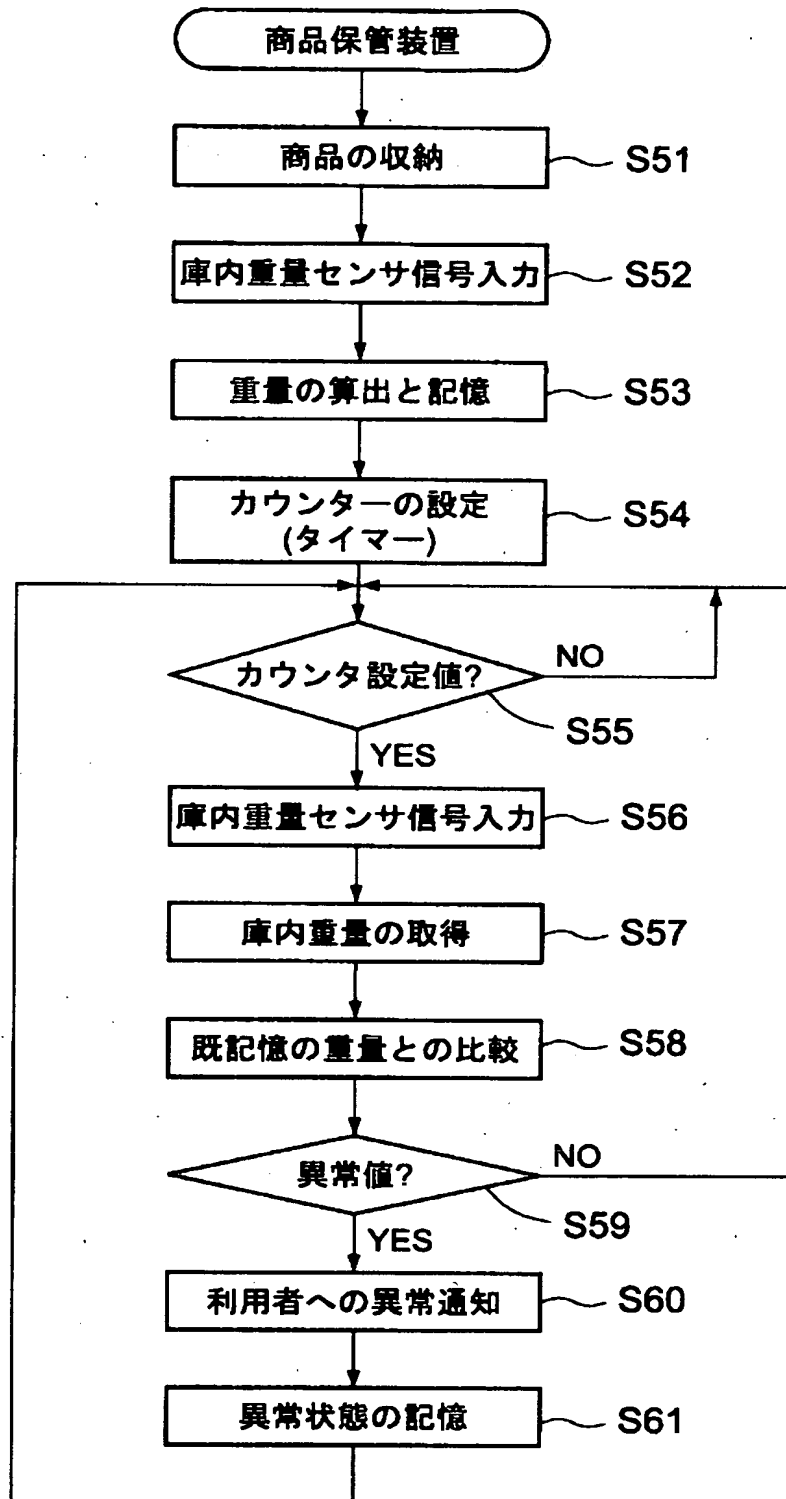 商品保管装置
商品の収納
S51
庫内重量センサ信号入力
S52
重量の算出と記憶
S53
カウンターの設定
(タイマー)
S54
カウンタ設定値?
NO
S55
YES
庫内重量センサ信号入力
S56
庫内重量の取得
S57
既記憶の重量との比較
S58
異常値?
NO
S59
YES
利用者への異常通知
S60
異常状態の記憶
S61